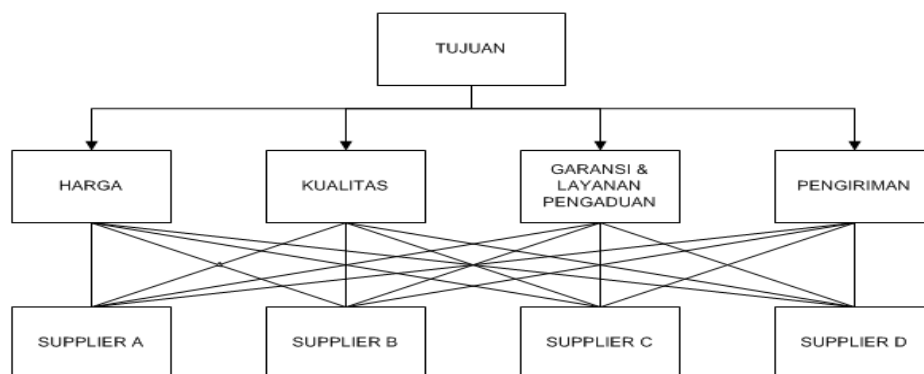 TUJUAN
HARGA
KUALITAS
GARANSI &
LAYANAN
PENGADUAN
PENGIRIMAN
SUPPLIER A
SUPPLIER B
SUPPLIER C
SUPPLIER D